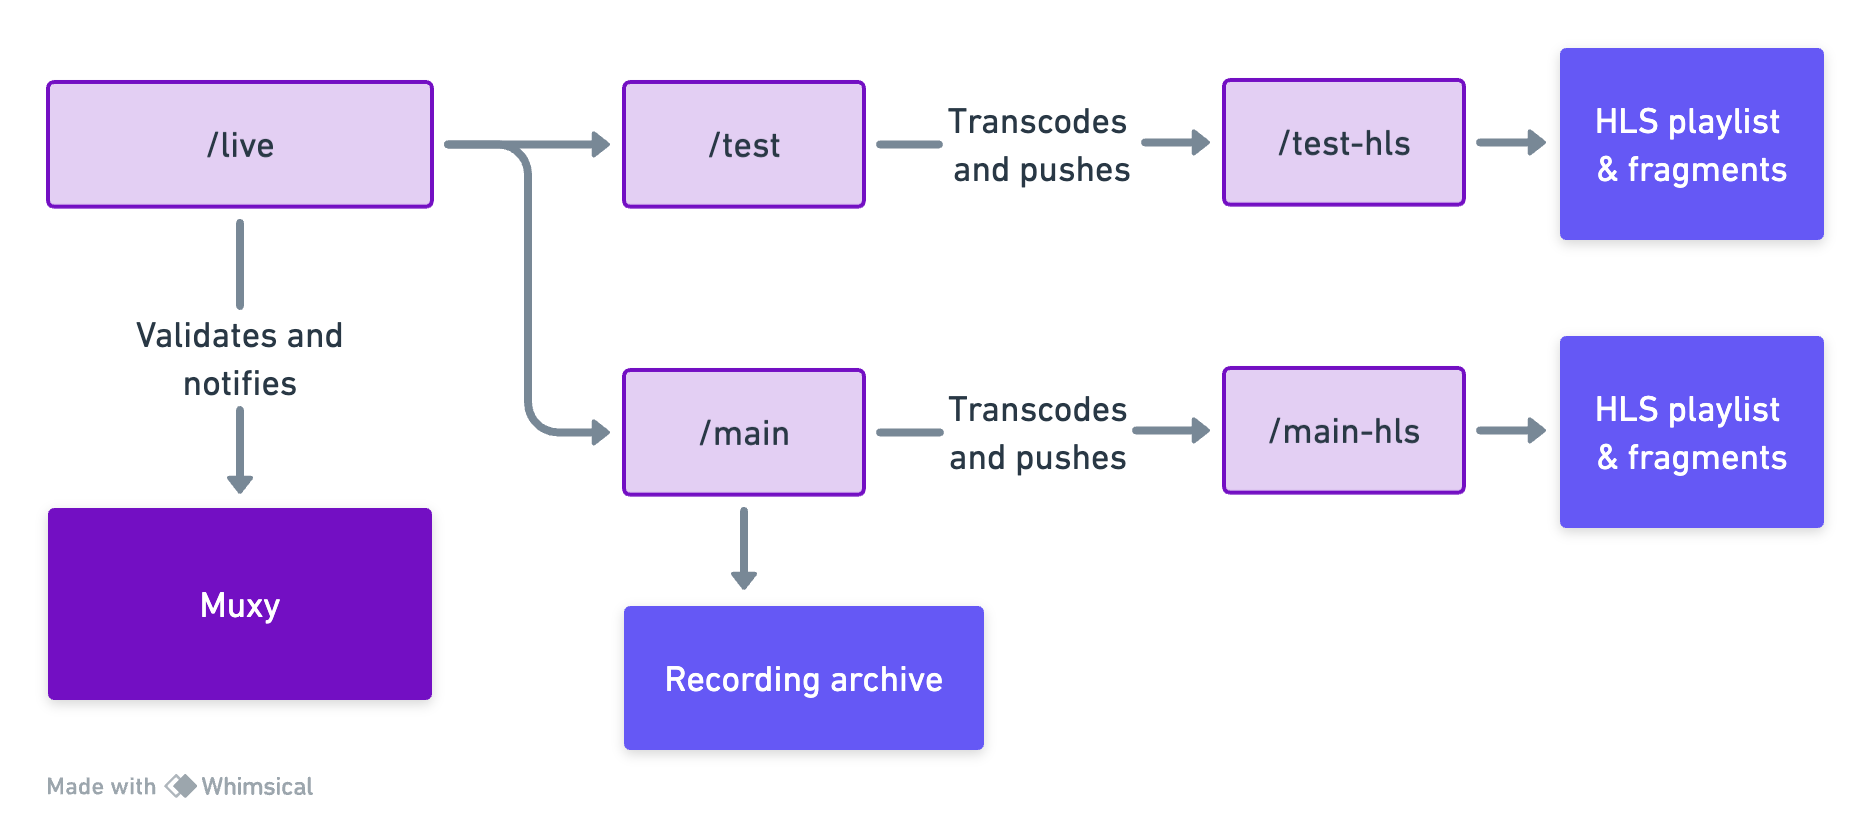 /live
/test
Transcodes
and pushes
/test-hls
HLS playlist
& fragments
Validates and
notifies
/main
Transcodes
and pushes
/main-hls
HLS playlist
& fragments
Muxy
Recording archive
Made with Whimsical